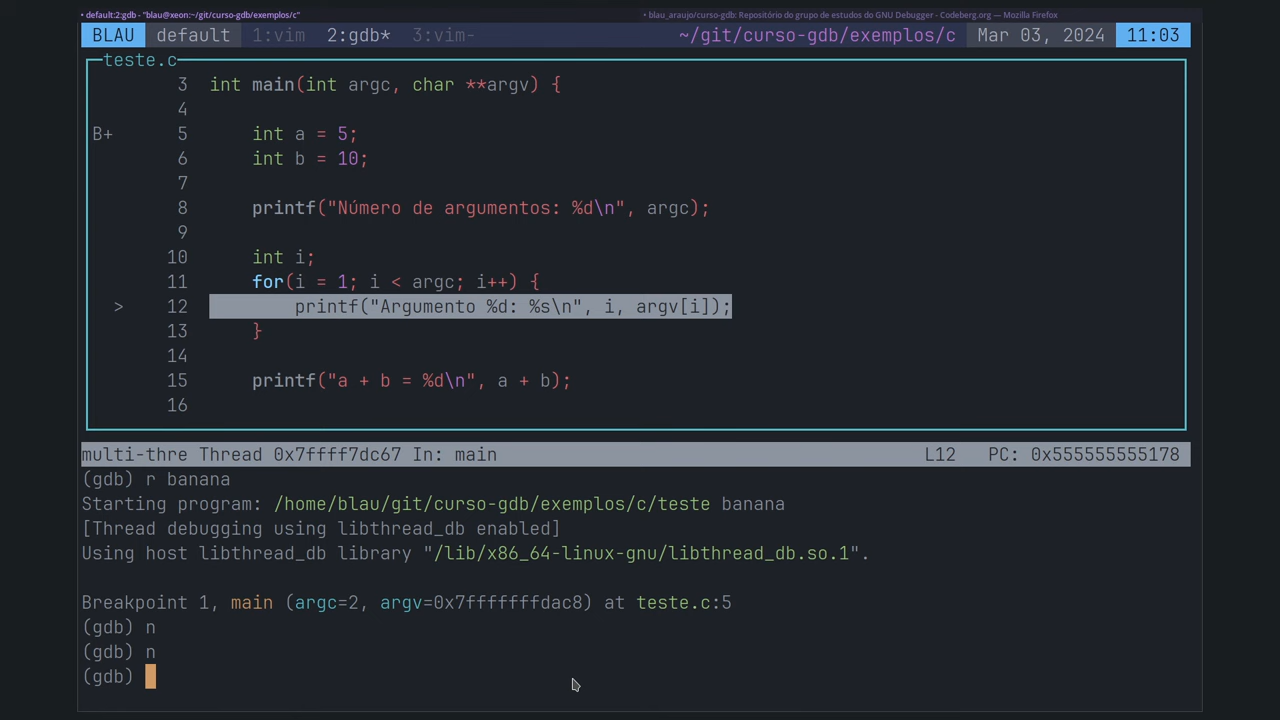 • default:2:gdb - "blau@xeon:~/git/curso-gdb/exemplos/c"
• blau_araujo/curso-gdb: Repositório do grupo de estudos do GNU Debugger - Codeberg.org — Mozilla Firefox
BLAU default 1:vim 2:gdb* 3:vim- ~/git/curso-gdb/exemplos/c Mar 03, 2024 11:03
teste.c
3 int main(int argc, char **argv) {
4
B+ 5 int a = 5;
6 int b = 10;
7
8 printf("Número de argumentos: %d\n", argc);
9
10 int i;
11 for(i = 1; i < argc; i++) {
> 12 printf("Argumento %d: %s\n", i, argv[i]);
13 }
14
15 printf("a + b = %d\n", a + b);
16
multi-thre Thread 0x7ffff7dc67 In: main L12 PC: 0x555555555178
(gdb) r banana
Starting program: /home/blau/git/curso-gdb/exemplos/c/teste banana
[Thread debugging using libthread_db enabled]
Using host libthread_db library "/lib/x86_64-linux-gnu/libthread_db.so.1".
Breakpoint 1, main (argc=2, argv=0x7fffffffdac8) at teste.c:5
(gdb) n
(gdb) n
(gdb)